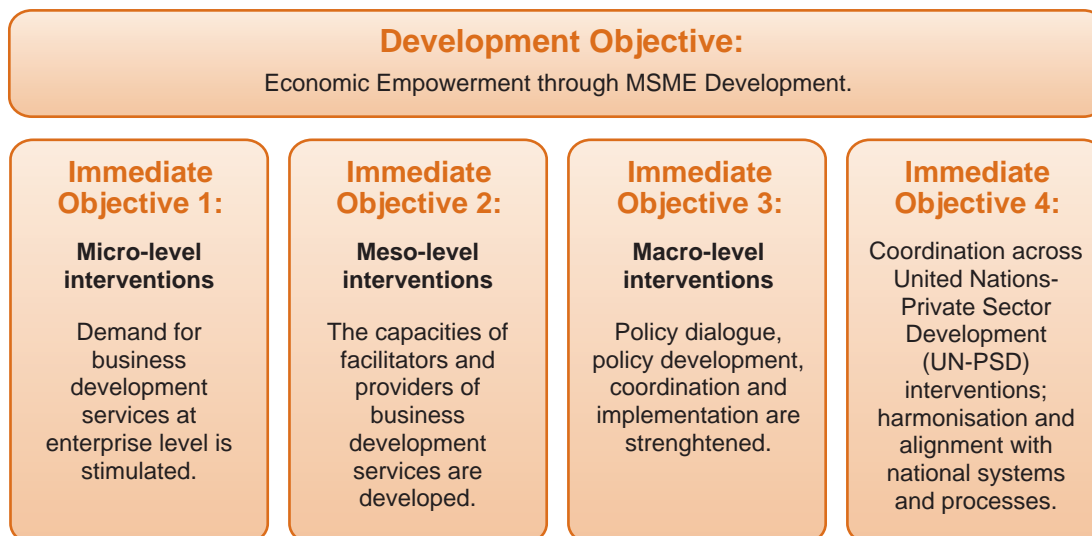 Development Objective:
Economic Empowerment through MSME Development.
Immediate
Objective 1:
Micro-level
interventions
Demand for
business
development
services at
enterprise level is
stimulated.
Immediate
Objective 2:
Meso-level
interventions
The capacities of
facilitators and
providers of
business
development
services are
developed.
Immediate
Objective 3:
Macro-level
interventions
Policy dialogue,
policy development,
coordination and
implementation are
strenghtened.
Immediate
Objective 4:
Coordination across
United Nations-
Private Sector
Development
(UN-PSD)
interventions;
harmonisation and
alignment with
national systems
and processes.